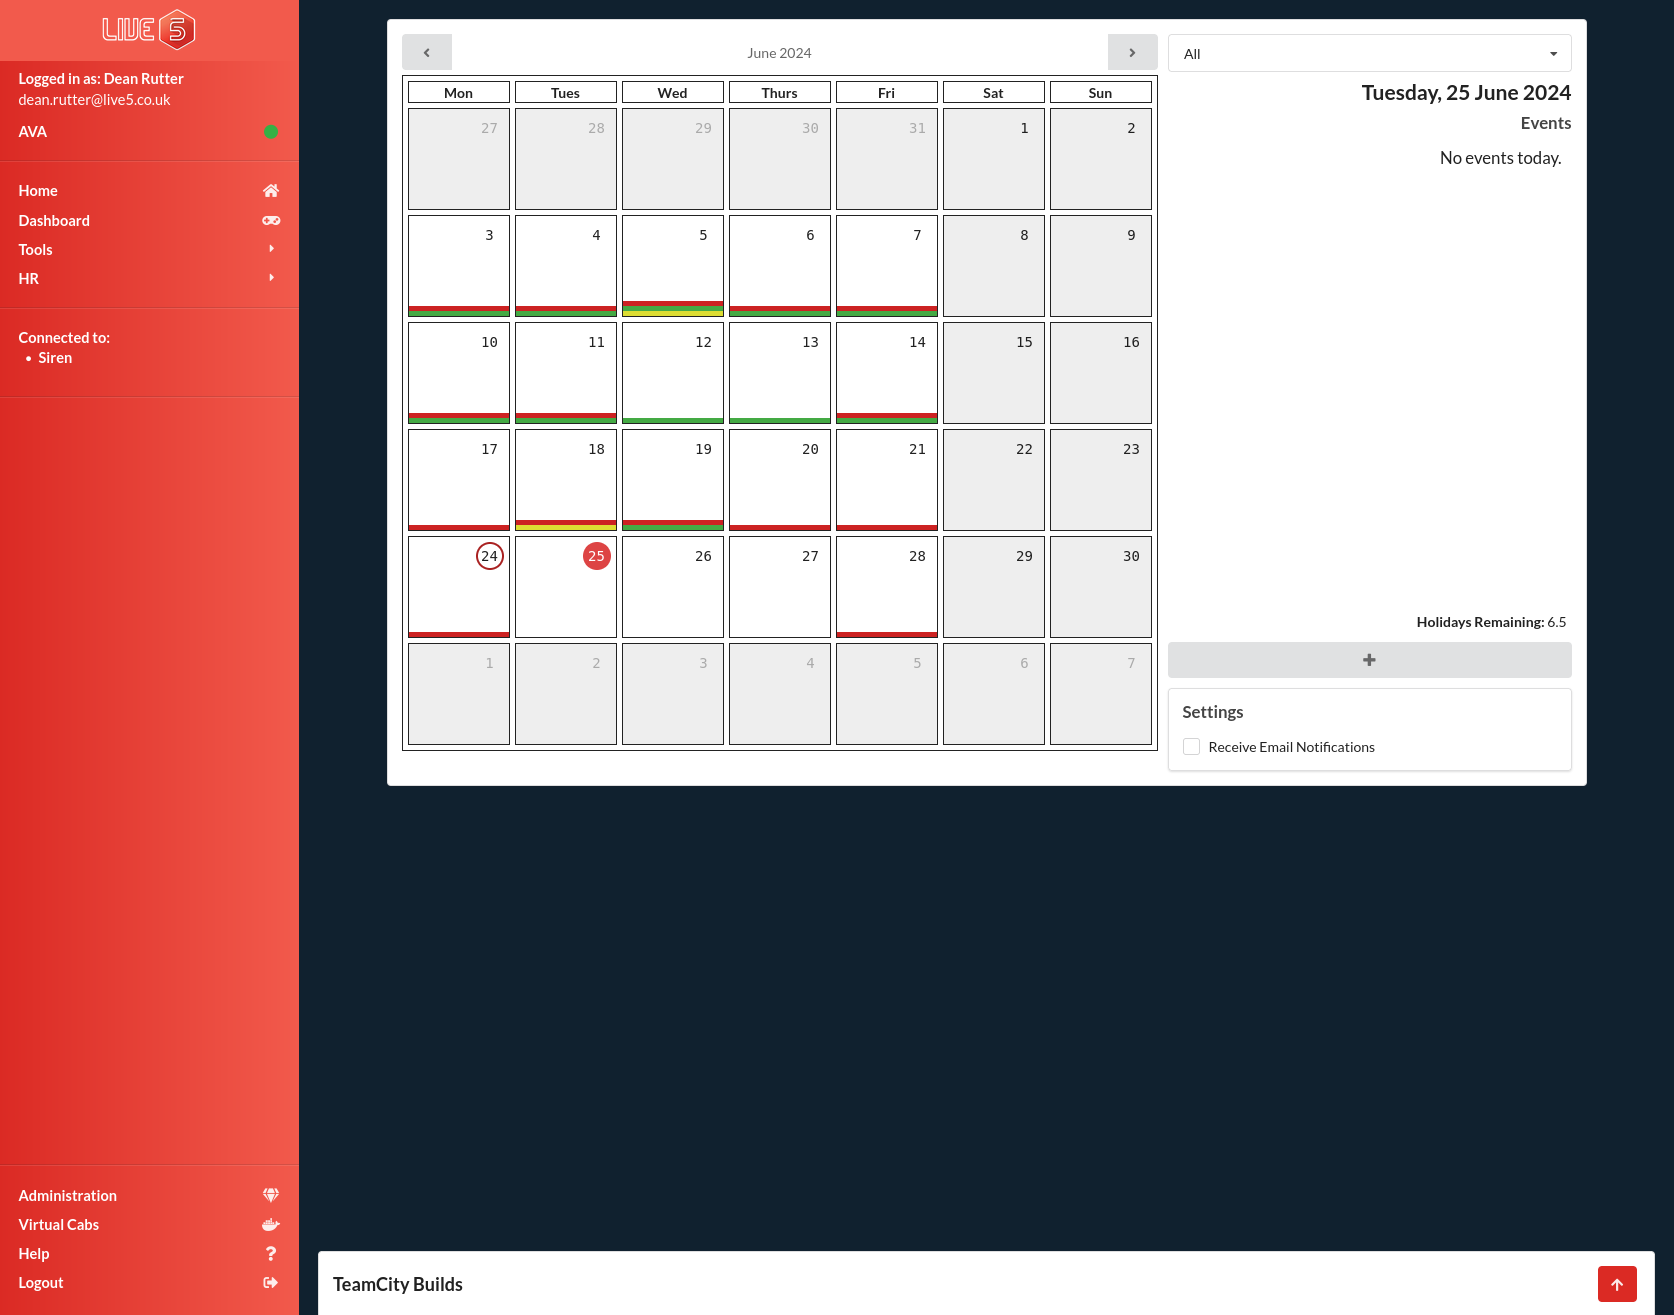 LIVE 5
Logged in as: Dean Rutter
dean.rutter@live5.co.uk
AVA
Home
Dashboard
Tools
HR
Connected to:
• Siren
Administration
Virtual Cabs
Help
Logout
June 2024
Mon Tues Wed Thurs Fri Sat Sun
27 28 29 30 31 1 2
3 4 5 6 7 8 9
10 11 12 13 14 15 16
17 18 19 20 21 22 23
24 25 26 27 28 29 30
1 2 3 4 5 6 7
All
Tuesday, 25 June 2024
Events
No events today.
Holidays Remaining: 6.5
Settings
Receive Email Notifications
TeamCity Builds